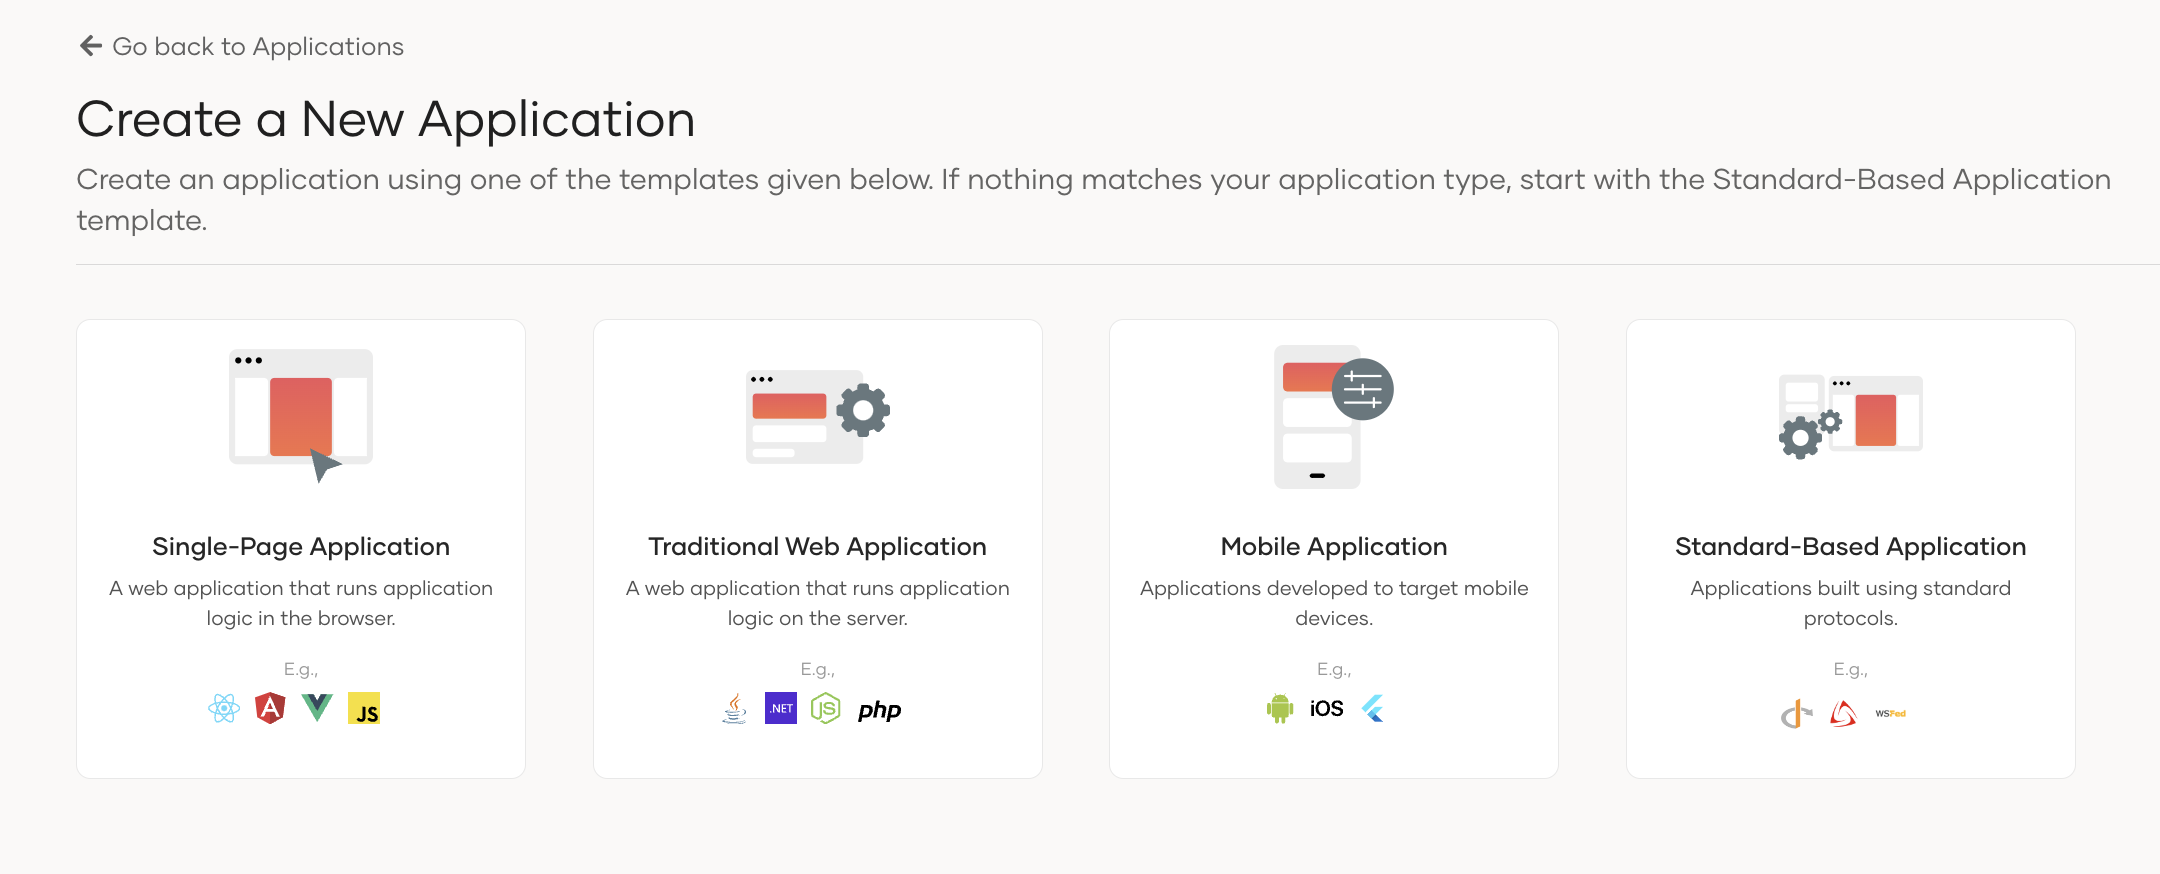 Go back to Applications
Create a New Application
Create an application using one of the templates given below. If nothing matches your application type, start with the Standard-Based Application
template.
Single-Page Application
A web application that runs application
logic in the browser.
E.g.,
JS
Traditional Web Application
A web application that runs application
logic on the server.
E.g.,
.NET
JS
php
Mobile Application
Applications developed to target mobile
devices.
E.g.,
iOS
Standard-Based Application
Applications built using standard
protocols.
E.g.,
WSFed